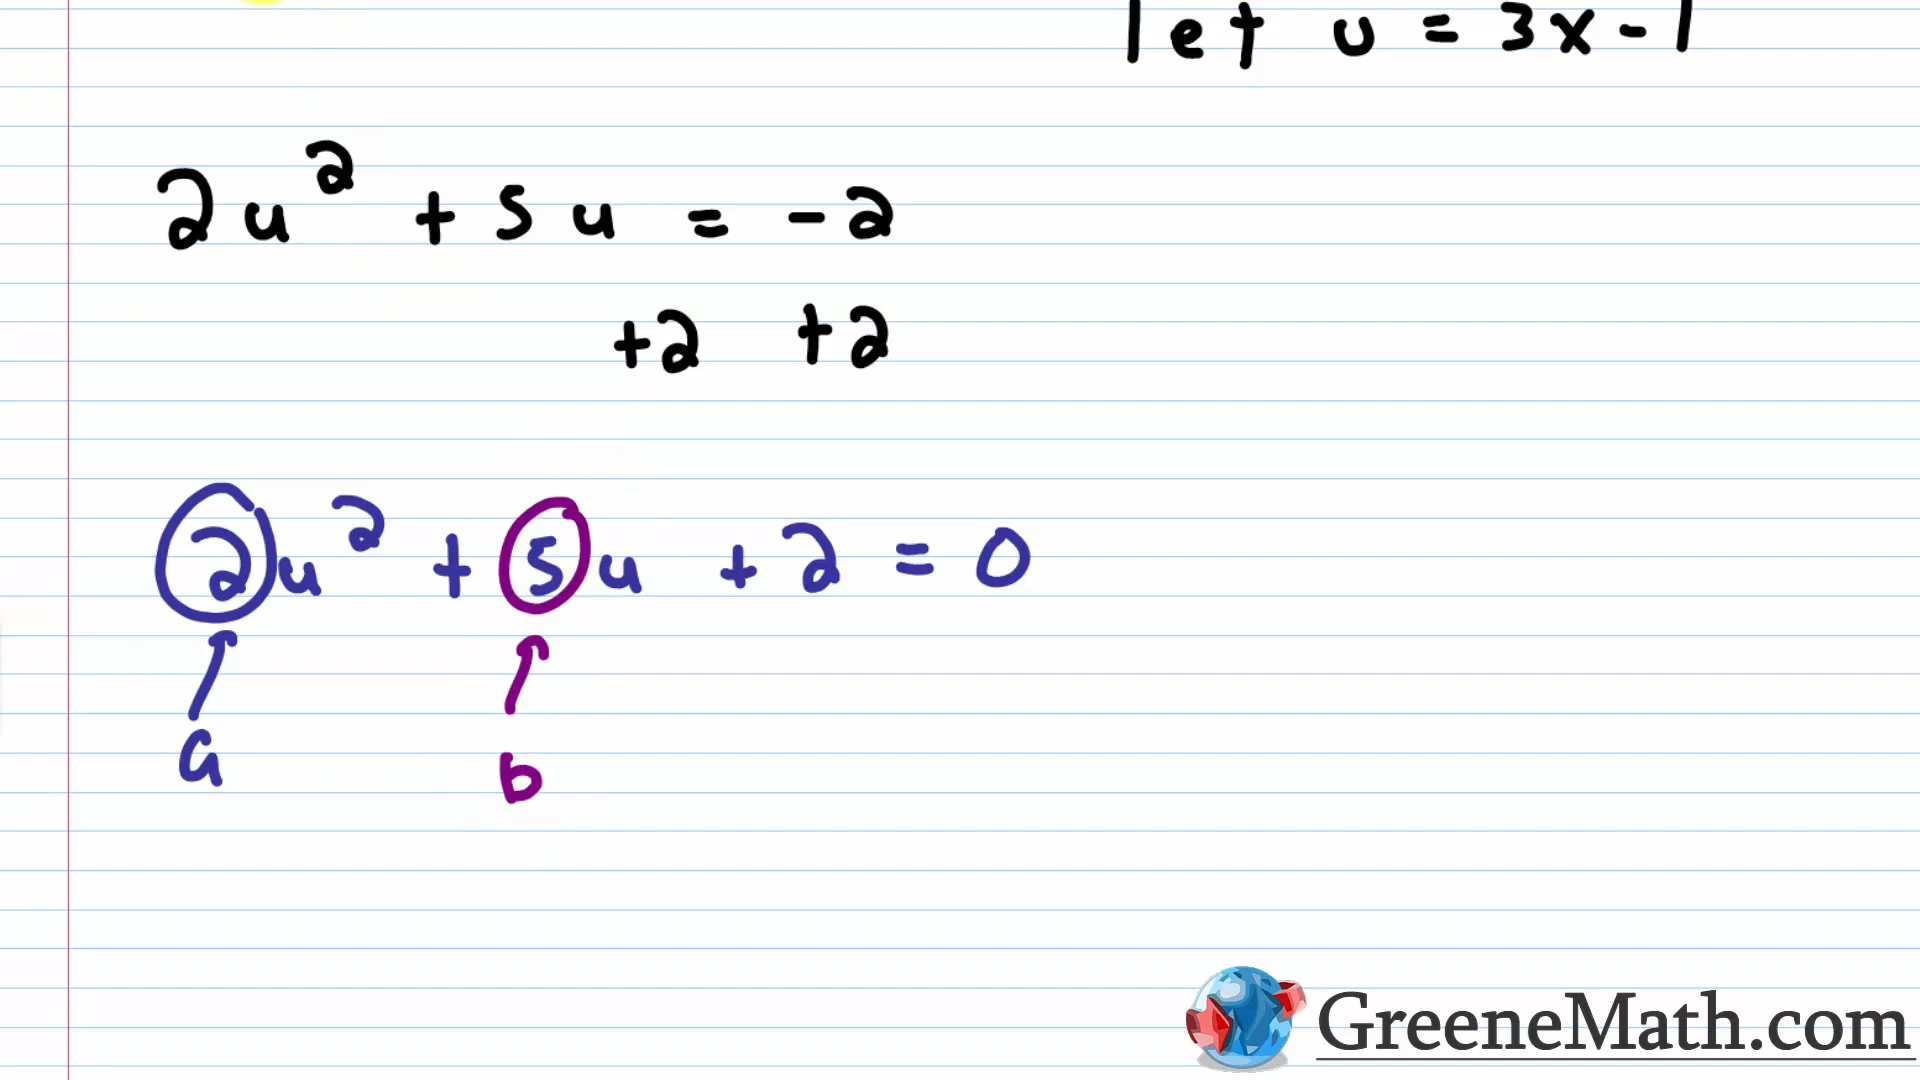 let u = 3x - 1
2u² + 5u = -2
+2 +2
2u² + 5u + 2 = 0
a b
GreeneMath.com